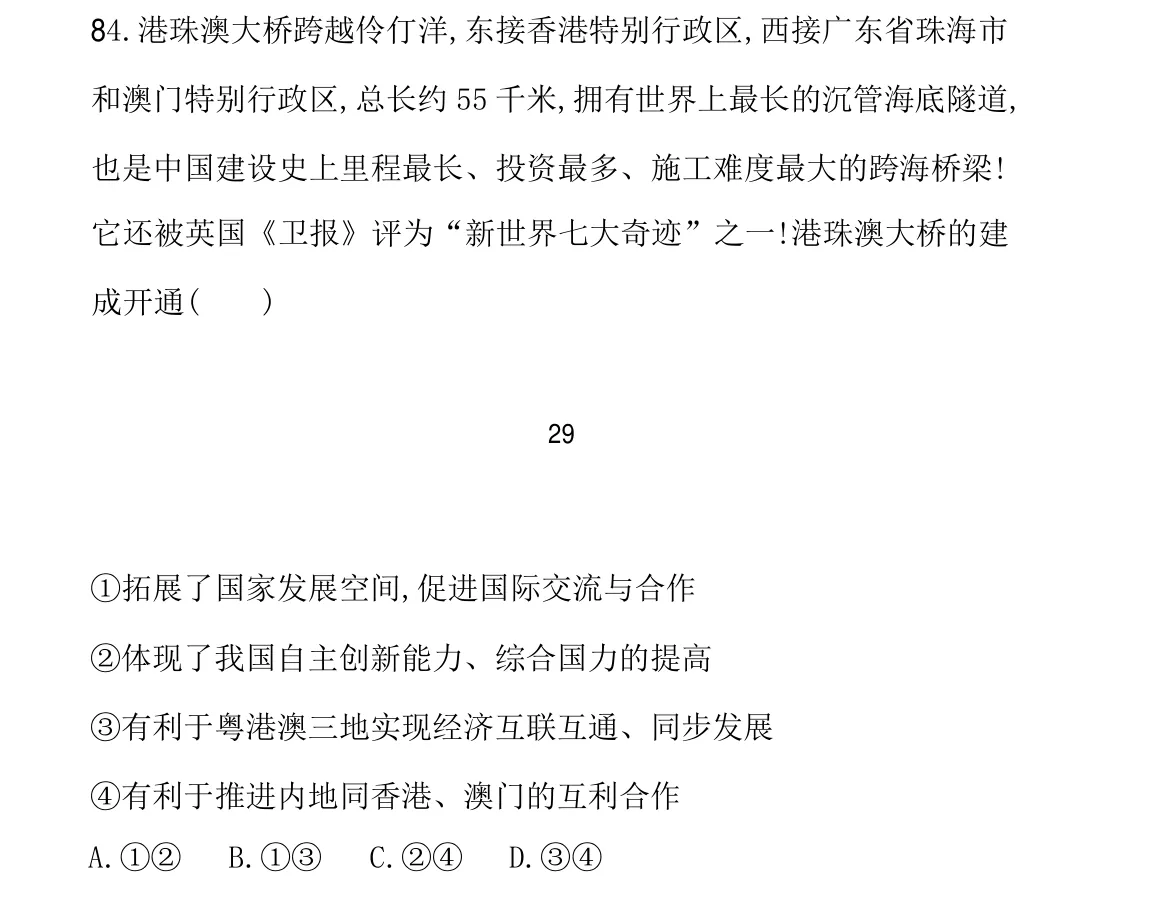 84.港珠澳大桥跨越伶仃洋,东接香港特别行政区,西接广东省珠海市
和澳门特别行政区,总长约 55 千米,拥有世界上最长的沉管海底隧道,
也是中国建设史上里程最长、投资最多、施工难度最大的跨海桥梁!
它还被英国《卫报》评为“新世界七大奇迹”之一!港珠澳大桥的建
成开通(  )
29
①拓展了国家发展空间,促进国际交流与合作
②体现了我国自主创新能力、综合国力的提高
③有利于粤港澳三地实现经济互联互通、同步发展
④有利于推进内地同香港、澳门的互利合作
A.①② B.①③ C.②④ D.③④